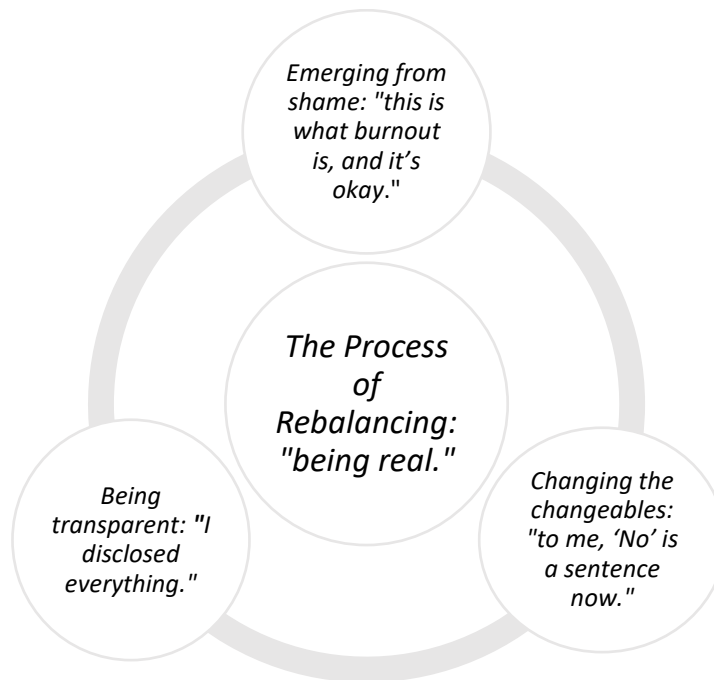 Emerging from
shame: "this is
what burnout
is, and it’s
okay."
The Process
of
Rebalancing:
"being real."
Being
transparent: "I
disclosed
everything."
Changing the
changeables:
"to me, ‘No’ is
a sentence
now."